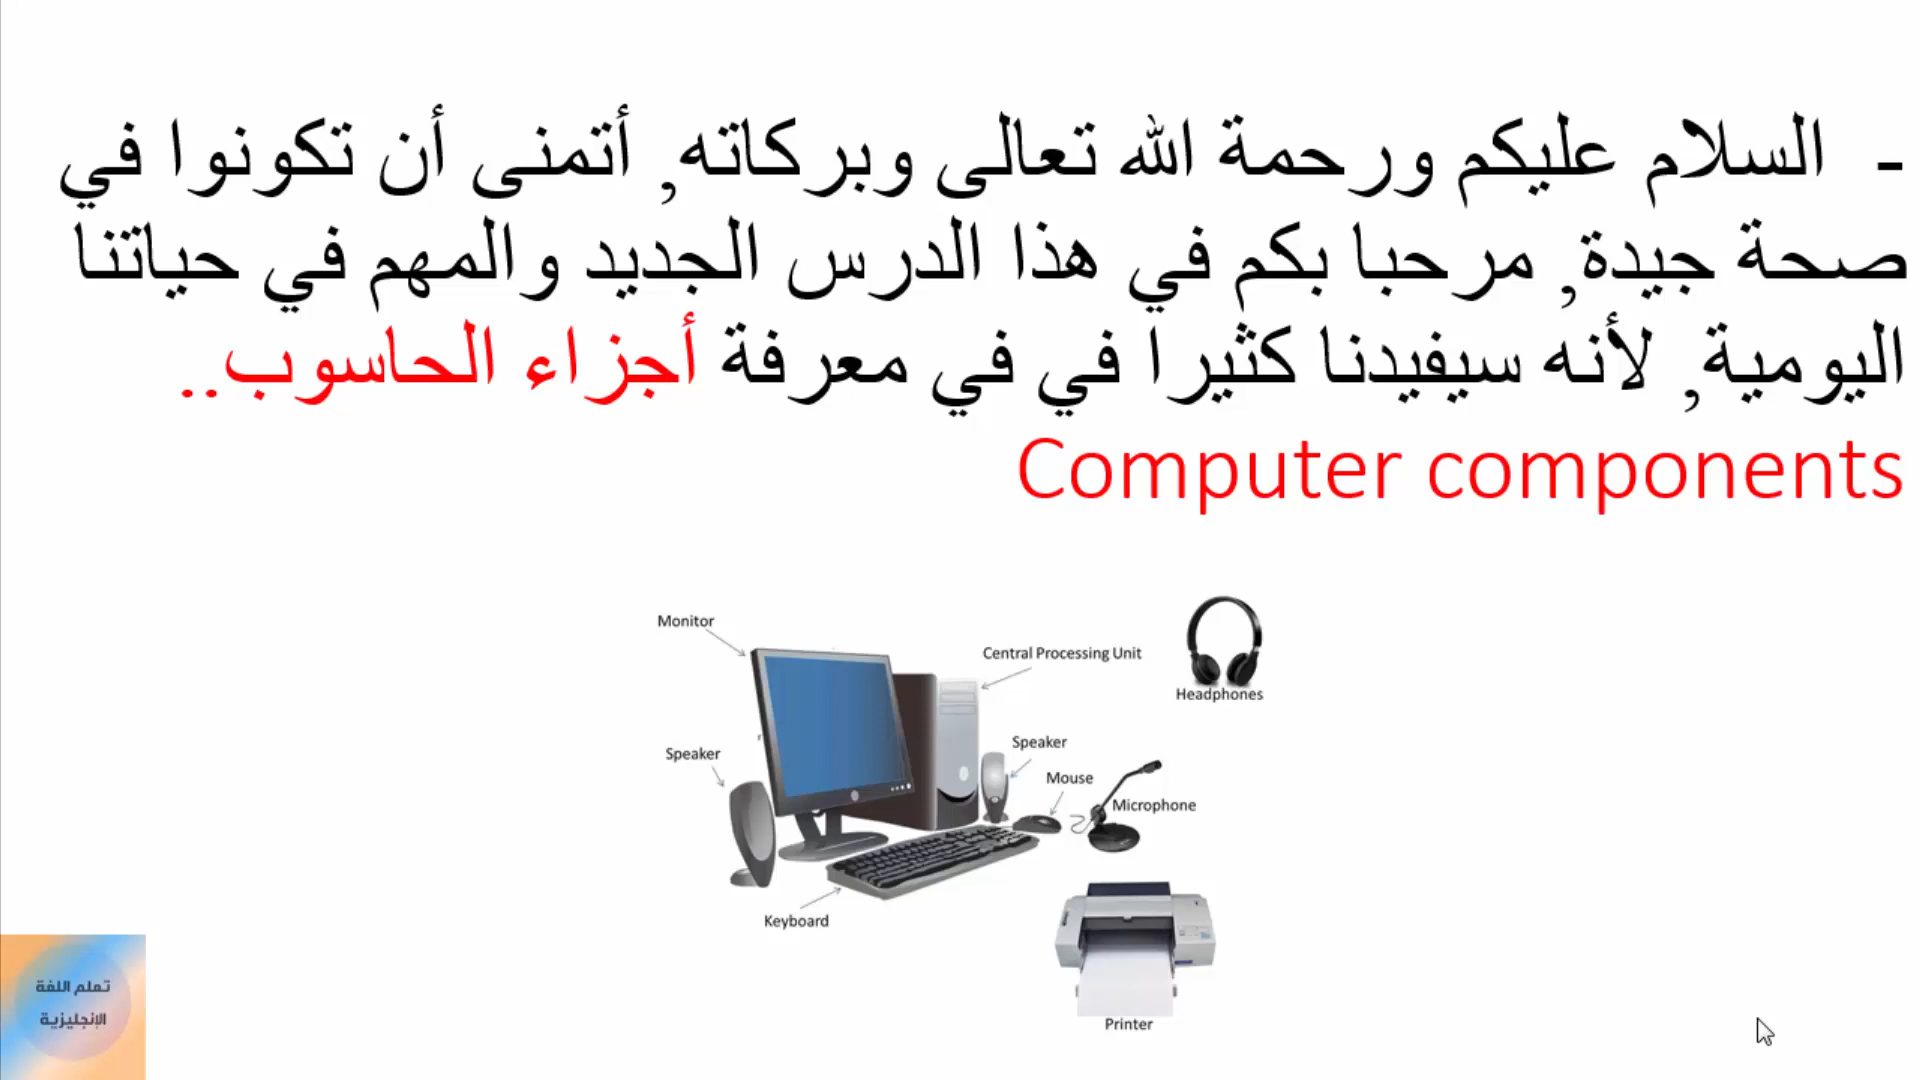 - السلام عليكم ورحمة الله تعالى وبركاته, أتمنى أن تكونوا في
صحة جيدة, مرحبا بكم في هذا الدرس الجديد والمهم في حياتنا
اليومية, لأنه سيفيدنا كثيرا في في معرفة أجزاء الحاسوب..
Computer components
Monitor
Central Processing Unit
Headphones
Speaker
Speaker
Mouse
Microphone
Keyboard
Printer
تعلم اللغة
الإنجليزية